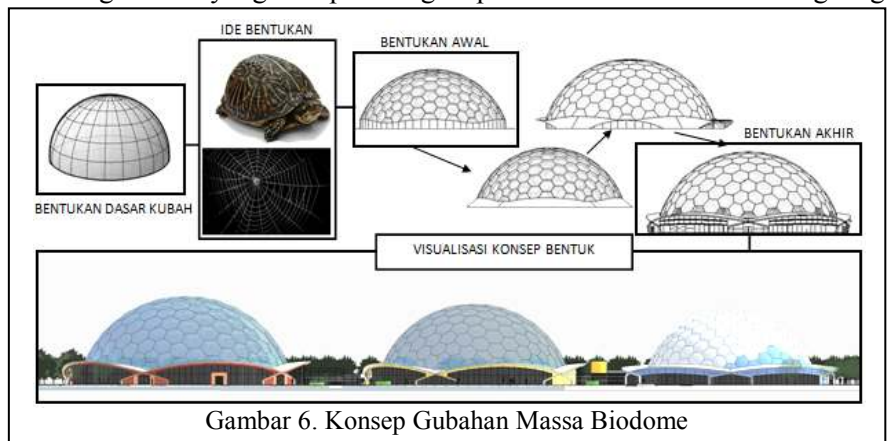 IDE BENTUKAN
BENTUKAN AWAL
BENTUKAN AKHIR
BENTUKAN DASAR KUBAH
VISUALISASI KONSEP BENTUK
Gambar 6. Konsep Gubahan Massa Biodome